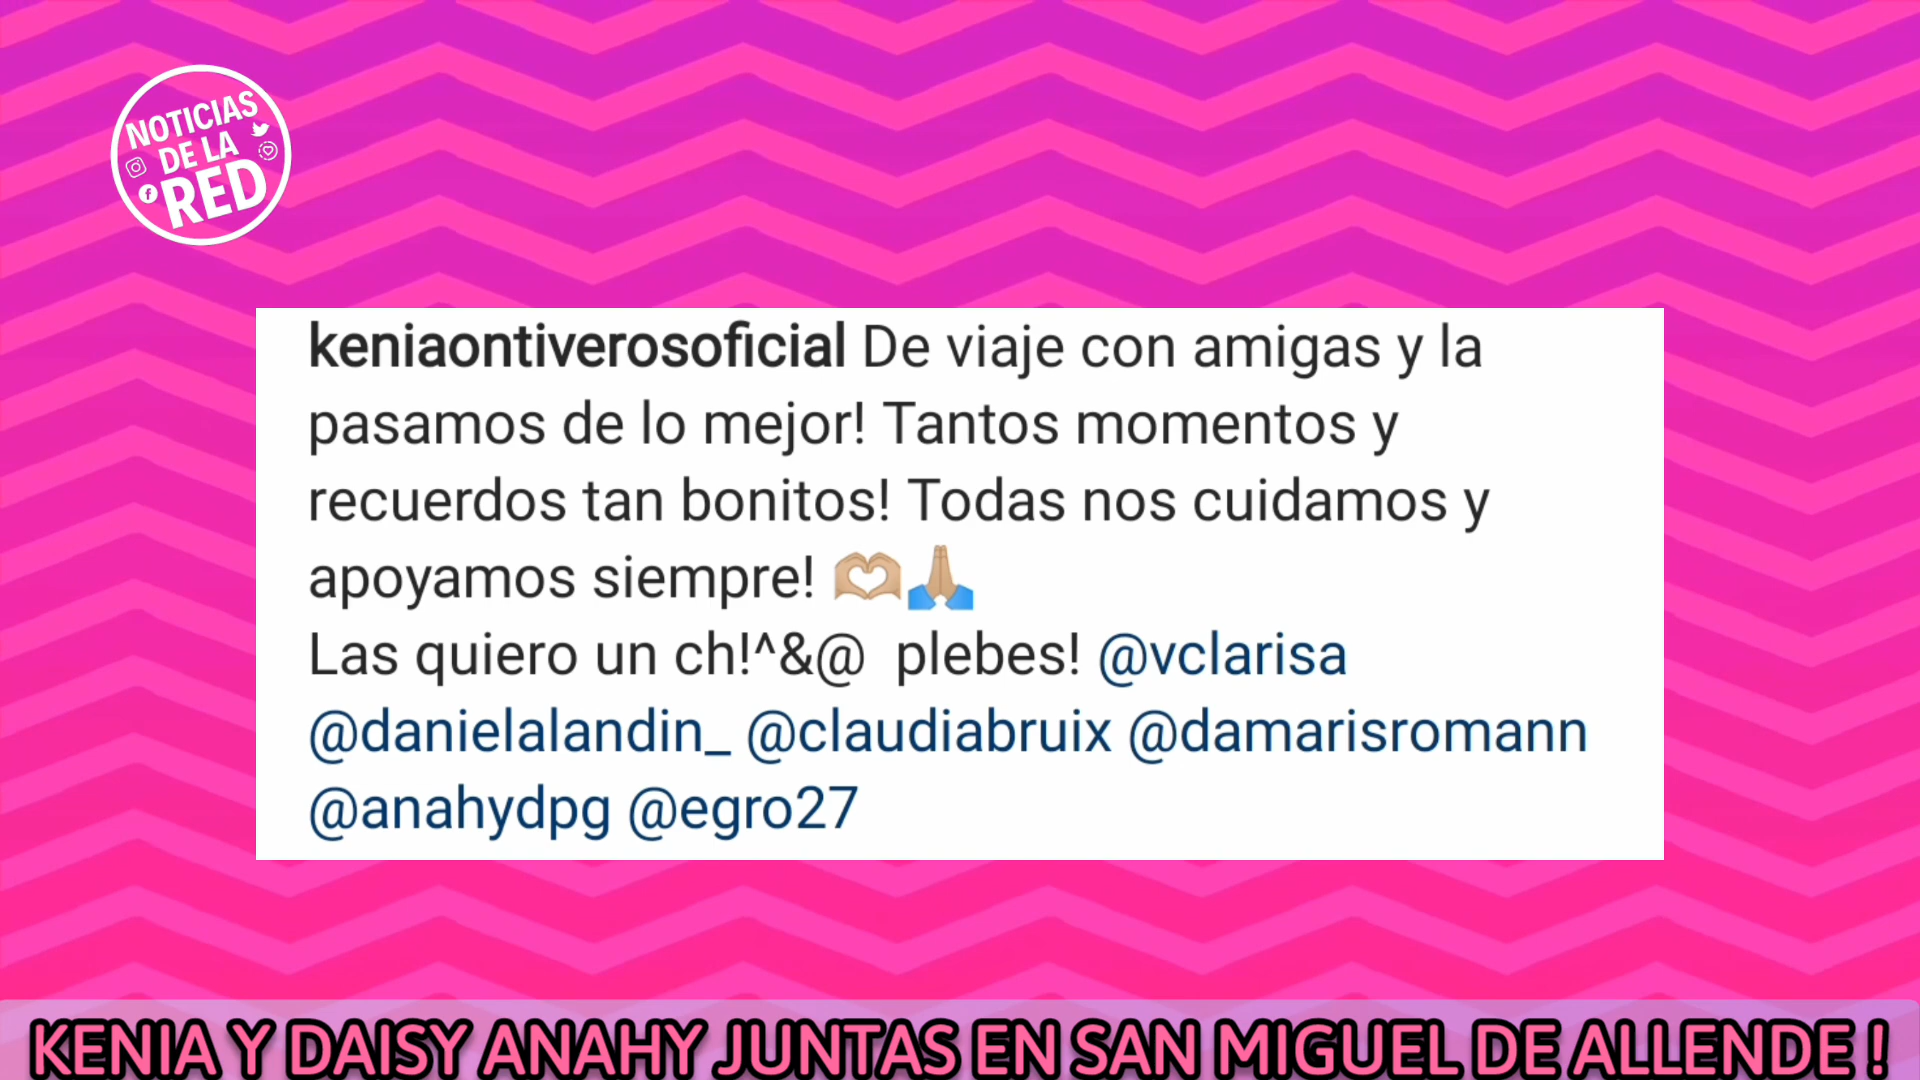 NOTICIAS
DE LA
RED
keniaontiverosoficial De viaje con amigas y la
pasamos de lo mejor! Tantos momentos y
recuerdos tan bonitos! Todas nos cuidamos y
apoyamos siempre! 🫶🏼🙏🏼
Las quiero un ch!^&@  plebes! @vclarisa
@danielalandin_ @claudiabruix @damarisromann
@anahydpg @egro27
KENIA Y DAISY ANAHY JUNTAS EN SAN MIGUEL DE ALLENDE !